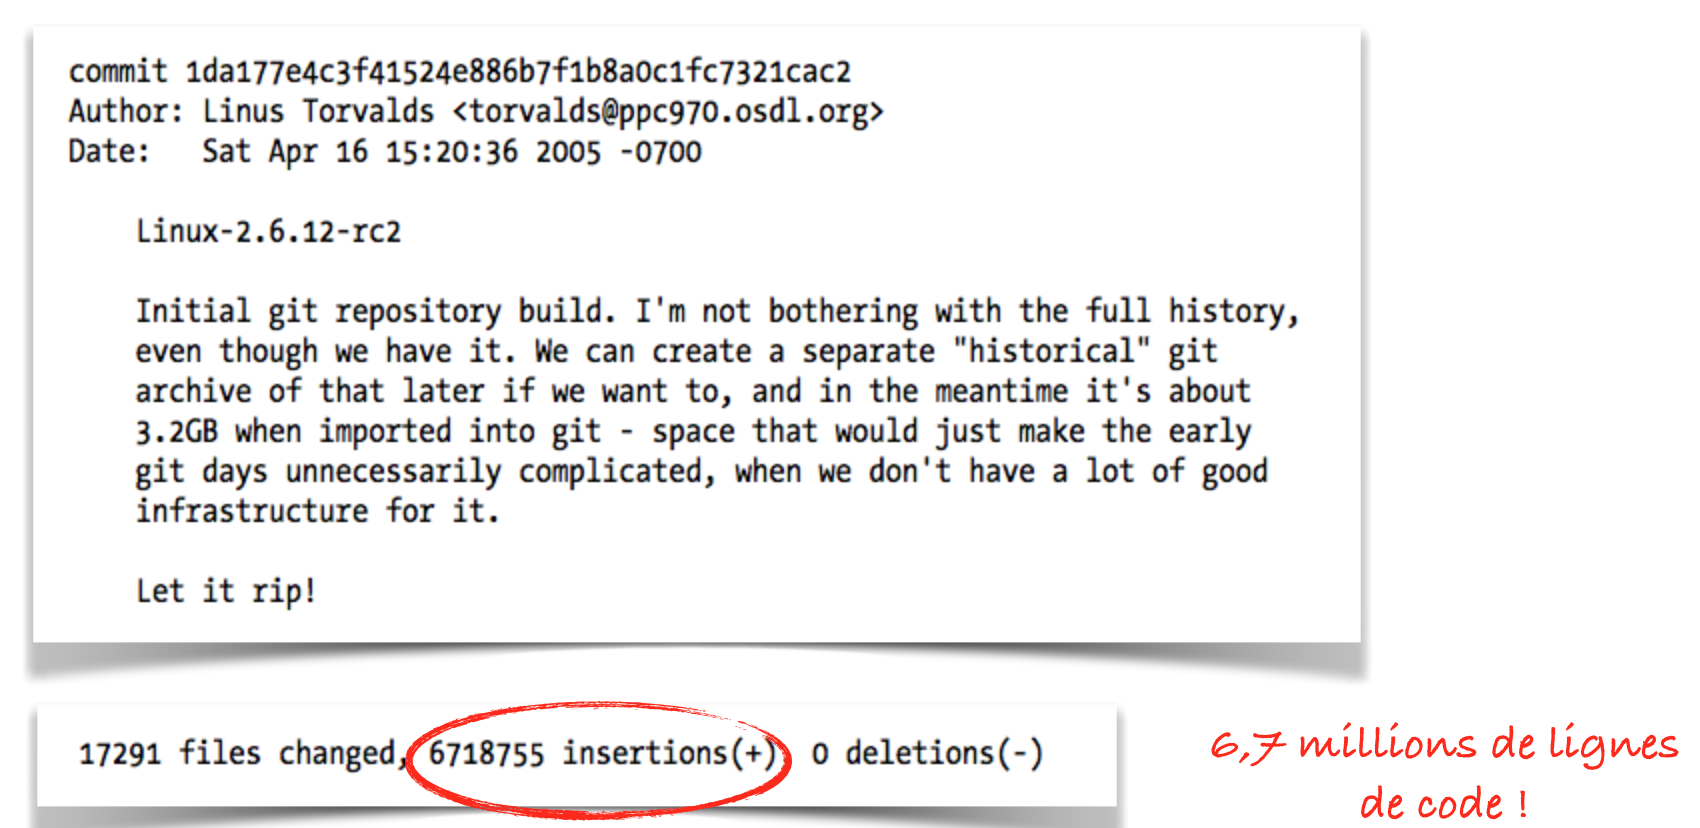 commit 1da177e4c3f41524e886b7f1b8a0c1fc7321cac2
Author: Linus Torvalds <torvalds@ppc970.osdl.org>
Date:   Sat Apr 16 15:20:36 2005 -0700
Linux-2.6.12-rc2
Initial git repository build. I'm not bothering with the full history,
even though we have it. We can create a separate "historical" git
archive of that later if we want to, and in the meantime it's about
3.2GB when imported into git - space that would just make the early
git days unnecessarily complicated, when we don't have a lot of good
infrastructure for it.
Let it rip!
17291 files changed, 6718755 insertions(+) 0 deletions(-)
6,7 millions de lignes
de code !